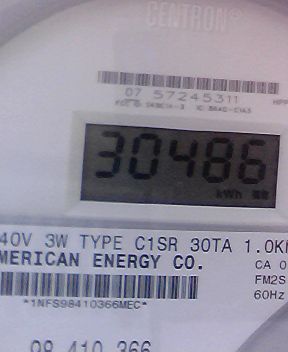 CENTRON®
07 57245311
30486
kWh
40V 3W TYPE C1SR 30TA 1.0K
MERICAN ENERGY CO.
CA 0
FM2S
60Hz
*1NFS98410366MEC*
98 410 366